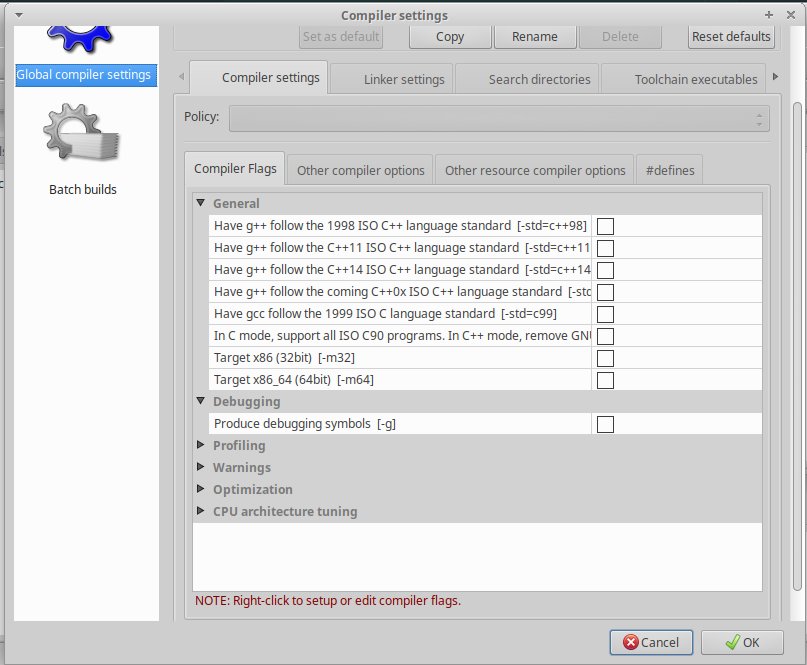 Compiler settings
Set as default Copy Rename Delete Reset defaults
Global compiler settings
Compiler settings Linker settings Search directories Toolchain executables
Policy:
Batch builds
Compiler Flags Other compiler options Other resource compiler options #defines
General
Have g++ follow the 1998 ISO C++ language standard [-std=c++98]
Have g++ follow the C++11 ISO C++ language standard [-std=c++11
Have g++ follow the C++14 ISO C++ language standard [-std=c++14
Have g++ follow the coming C++0x ISO C++ language standard [-std
Have gcc follow the 1999 ISO C language standard [-std=c99]
In C mode, support all ISO C90 programs. In C++ mode, remove GNU
Target x86 (32bit) [-m32]
Target x86_64 (64bit) [-m64]
Debugging
Produce debugging symbols [-g]
Profiling
Warnings
Optimization
CPU architecture tuning
NOTE: Right-click to setup or edit compiler flags.
Cancel OK